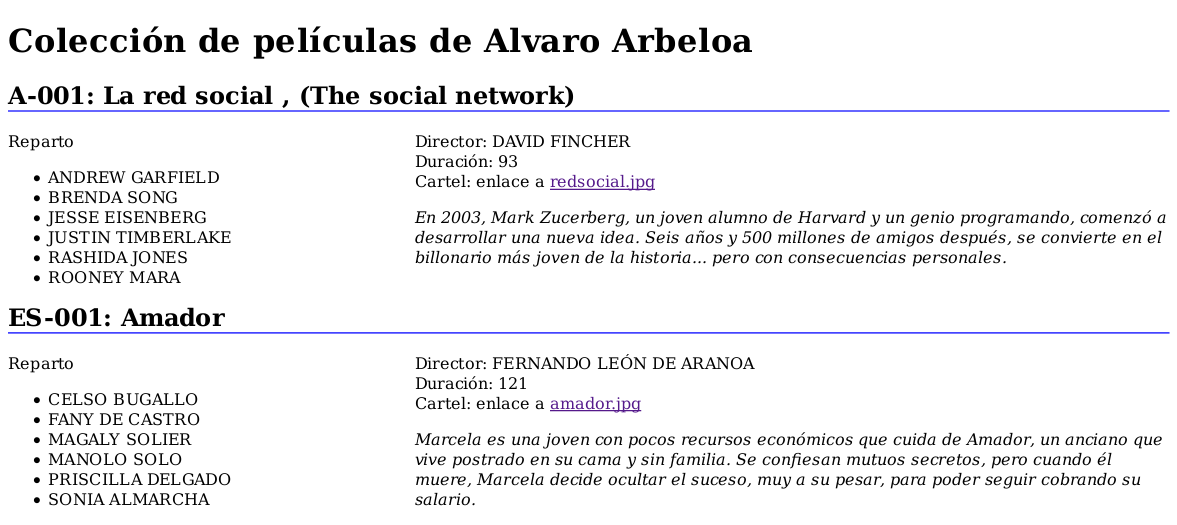 Colección de películas de Alvaro Arbeloa
A-001: La red social , (The social network)
Reparto
• ANDREW GARFIELD
• BRENDA SONG
• JESSE EISENBERG
• JUSTIN TIMBERLAKE
• RASHIDA JONES
• ROONEY MARA
Director: DAVID FINCHER
Duración: 93
Cartel: enlace a redsocial.jpg
En 2003, Mark Zucerberg, un joven alumno de Harvard y un genio programando, comenzó a
desarrollar una nueva idea. Seis años y 500 millones de amigos después, se convierte en el
billonario más joven de la historia... pero con consecuencias personales.
ES-001: Amador
Reparto
• CELSO BUGALLO
• FANY DE CASTRO
• MAGALY SOLIER
• MANOLO SOLO
• PRISCILLA DELGADO
• SONIA ALMARCHA
Director: FERNANDO LEÓN DE ARANOA
Duración: 121
Cartel: enlace a amador.jpg
Marcela es una joven con pocos recursos económicos que cuida de Amador, un anciano que
vive postrado en su cama y sin familia. Se confiesan mutuos secretos, pero cuando él
muere, Marcela decide ocultar el suceso, muy a su pesar, para poder seguir cobrando su
salario.